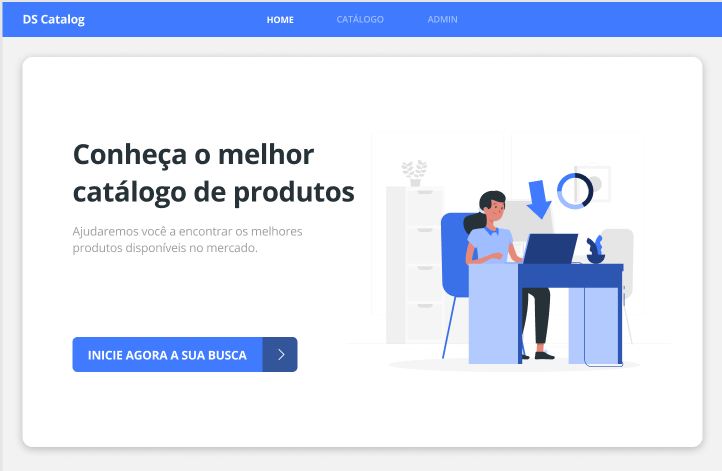 DS Catalog
HOME
CATÁLOGO
ADMIN
Conheça o melhor
catálogo de produtos
Ajudaremos você a encontrar os melhores
produtos disponíveis no mercado.
INICIE AGORA A SUA BUSCA